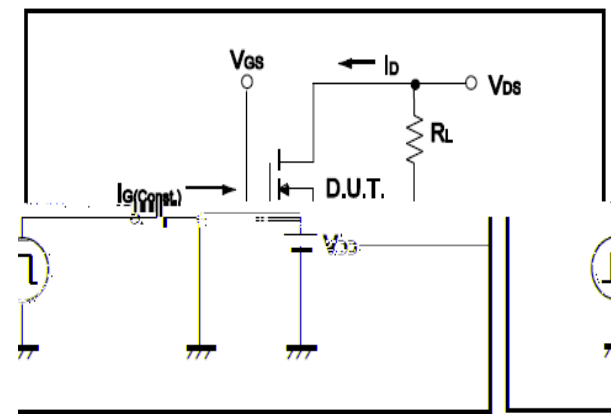 VGS
ID
VDS
RL
IG(Const.)
D.U.T.
VDD